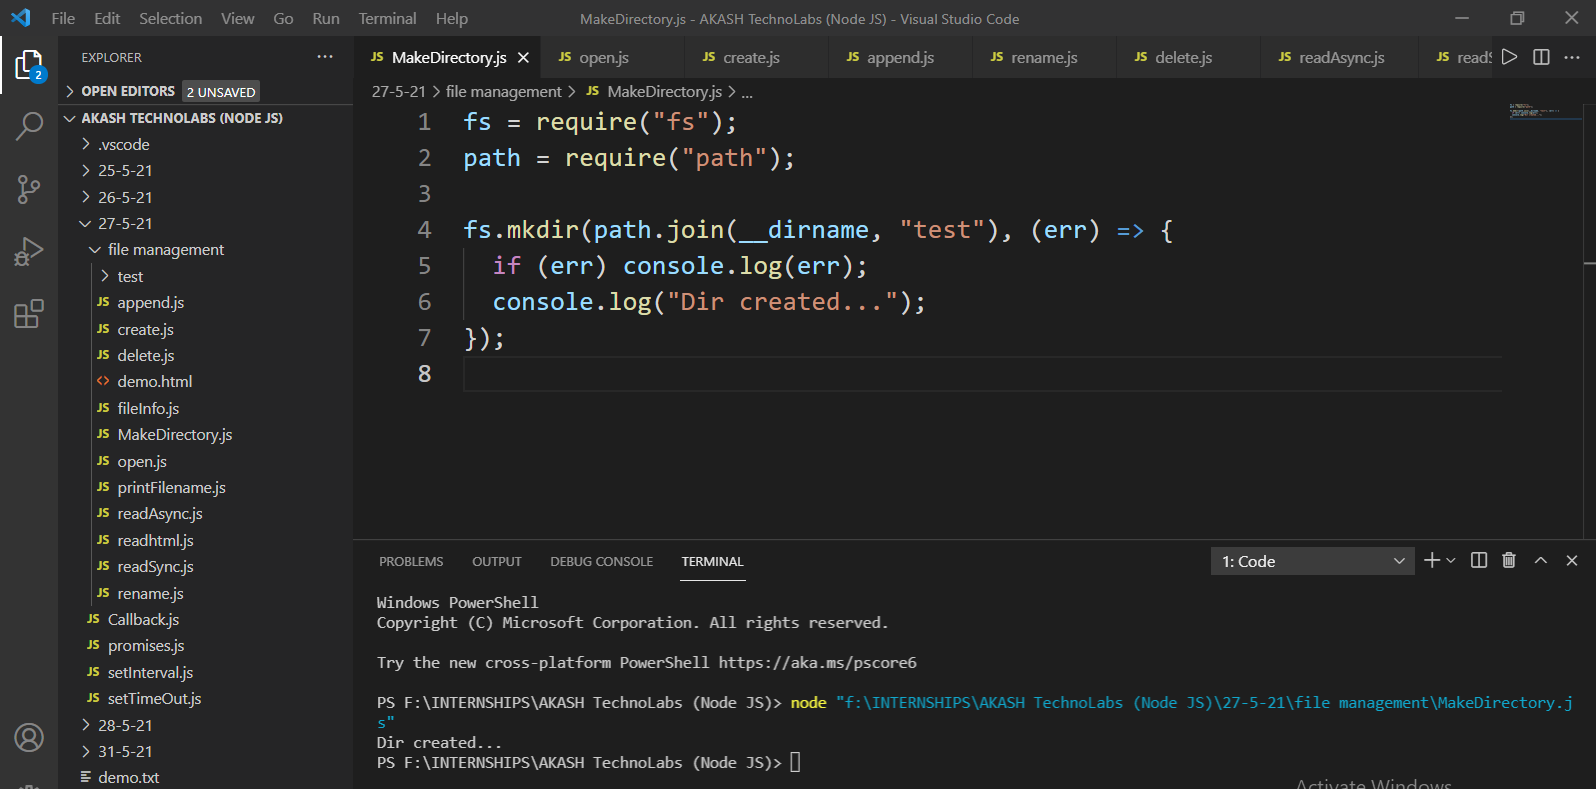 File Edit Selection View Go Run Terminal Help
MakeDirectory.js - AKASH TechnoLabs (Node JS) - Visual Studio Code
2
EXPLORER
OPEN EDITORS 2 UNSAVED
AKASH TECHNOLABS (NODE JS)
.vscode
25-5-21
26-5-21
27-5-21
file management
test
JS append.js
JS create.js
JS delete.js
<> demo.html
JS fileInfo.js
JS MakeDirectory.js
JS open.js
JS printFilename.js
JS readAsync.js
JS readhtml.js
JS readSync.js
JS rename.js
JS Callback.js
JS promises.js
JS setInterval.js
JS setTimeOut.js
28-5-21
31-5-21
demo.txt
JS MakeDirectory.js JS open.js JS create.js JS append.js JS rename.js JS delete.js JS readAsync.js JS reads
27-5-21 > file management > JS MakeDirectory.js > ...
1 fs = require("fs");
2 path = require("path");
3
4 fs.mkdir(path.join(__dirname, "test"), (err) => {
5 if (err) console.log(err);
6 console.log("Dir created...");
7 });
8
PROBLEMS OUTPUT DEBUG CONSOLE TERMINAL
1: Code
Windows PowerShell
Copyright (C) Microsoft Corporation. All rights reserved.
Try the new cross-platform PowerShell https://aka.ms/pscore6
PS F:\INTERNSHIPS\AKASH TechnoLabs (Node JS)> node "f:\INTERNSHIPS\AKASH TechnoLabs (Node JS)\27-5-21\file management\MakeDirectory.j
s"
Dir created...
PS F:\INTERNSHIPS\AKASH TechnoLabs (Node JS)>
Activate Windows